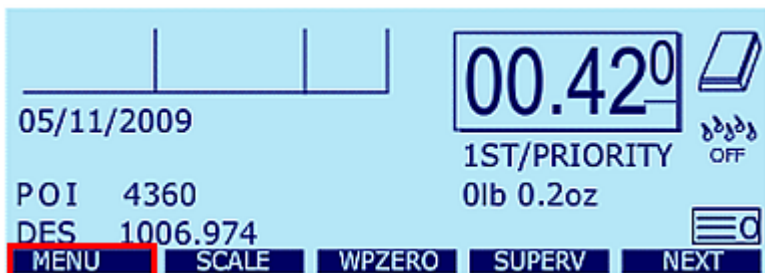 00.420
05/11/2009
1ST/PRIORITY
OFF
POI 4360
0lb 0.2oz
DES 1006.974
MENU SCALE WPZERO SUPERV NEXT